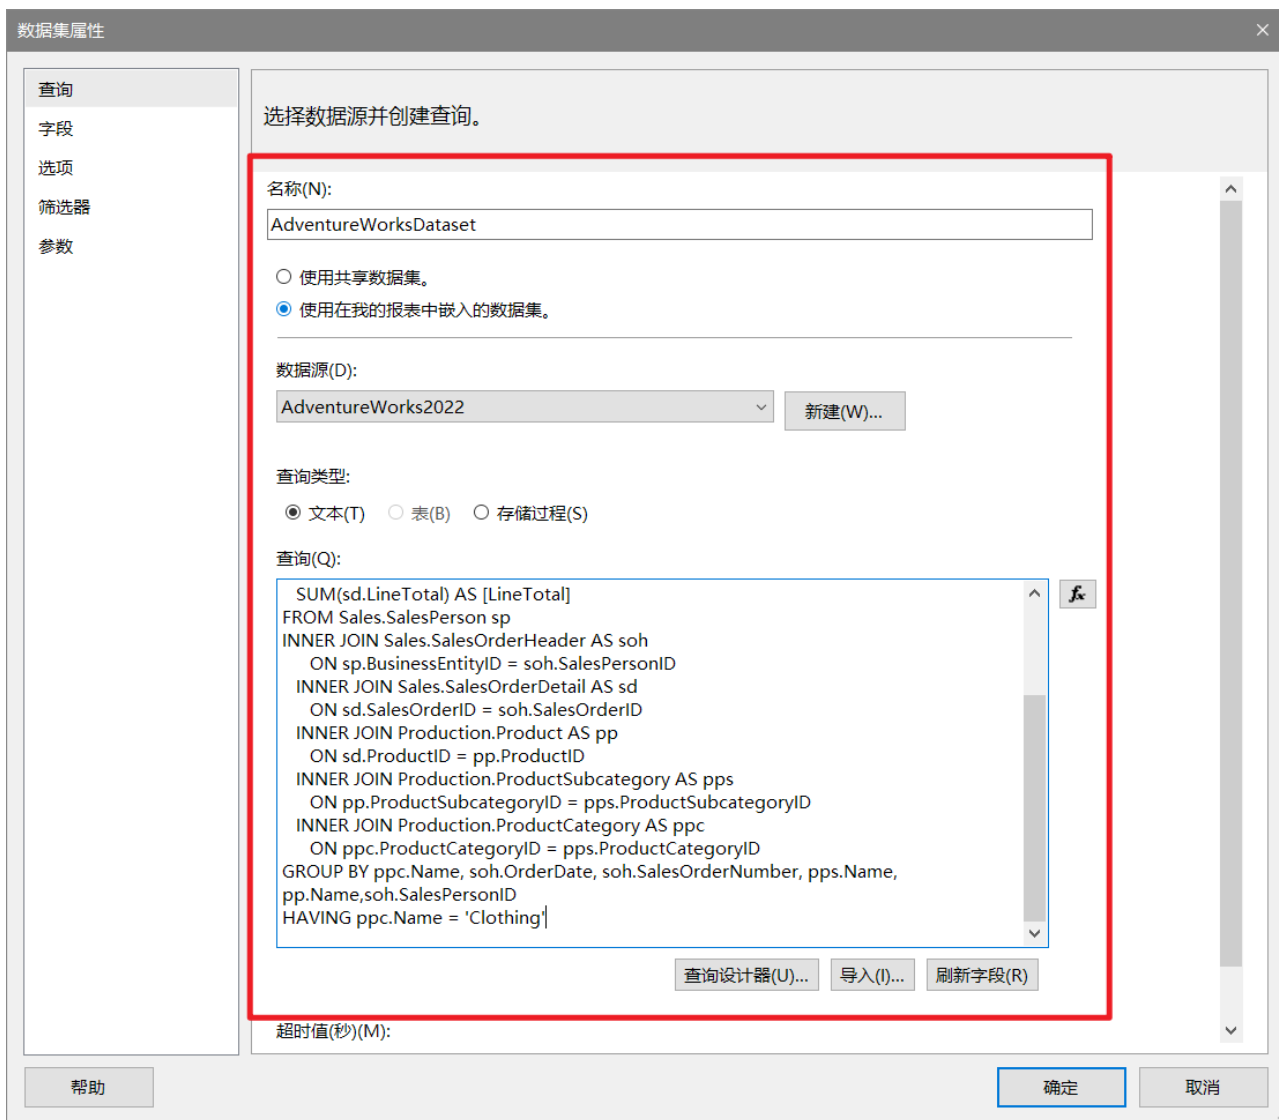 数据集属性
查询
字段
选项
筛选器
参数
选择数据源并创建查询。
名称(N):
AdventureWorksDataset
使用共享数据集。
使用在我的报表中嵌入的数据集。
数据源(D):
AdventureWorks2022
新建(W)...
查询类型:
文本(T) 表(B) 存储过程(S)
查询(Q):
SUM(sd.LineTotal) AS [LineTotal]
FROM Sales.SalesPerson sp
INNER JOIN Sales.SalesOrderHeader AS soh
ON sp.BusinessEntityID = soh.SalesPersonID
INNER JOIN Sales.SalesOrderDetail AS sd
ON sd.SalesOrderID = soh.SalesOrderID
INNER JOIN Production.Product AS pp
ON sd.ProductID = pp.ProductID
INNER JOIN Production.ProductSubcategory AS pps
ON pp.ProductSubcategoryID = pps.ProductSubcategoryID
INNER JOIN Production.ProductCategory AS ppc
ON ppc.ProductCategoryID = pps.ProductCategoryID
GROUP BY ppc.Name, soh.OrderDate, soh.SalesOrderNumber, pps.Name,
pp.Name,soh.SalesPersonID
HAVING ppc.Name = 'Clothing'
fx
查询设计器(U)... 导入(I)... 刷新字段(R)
超时值(秒)(M):
帮助 确定 取消